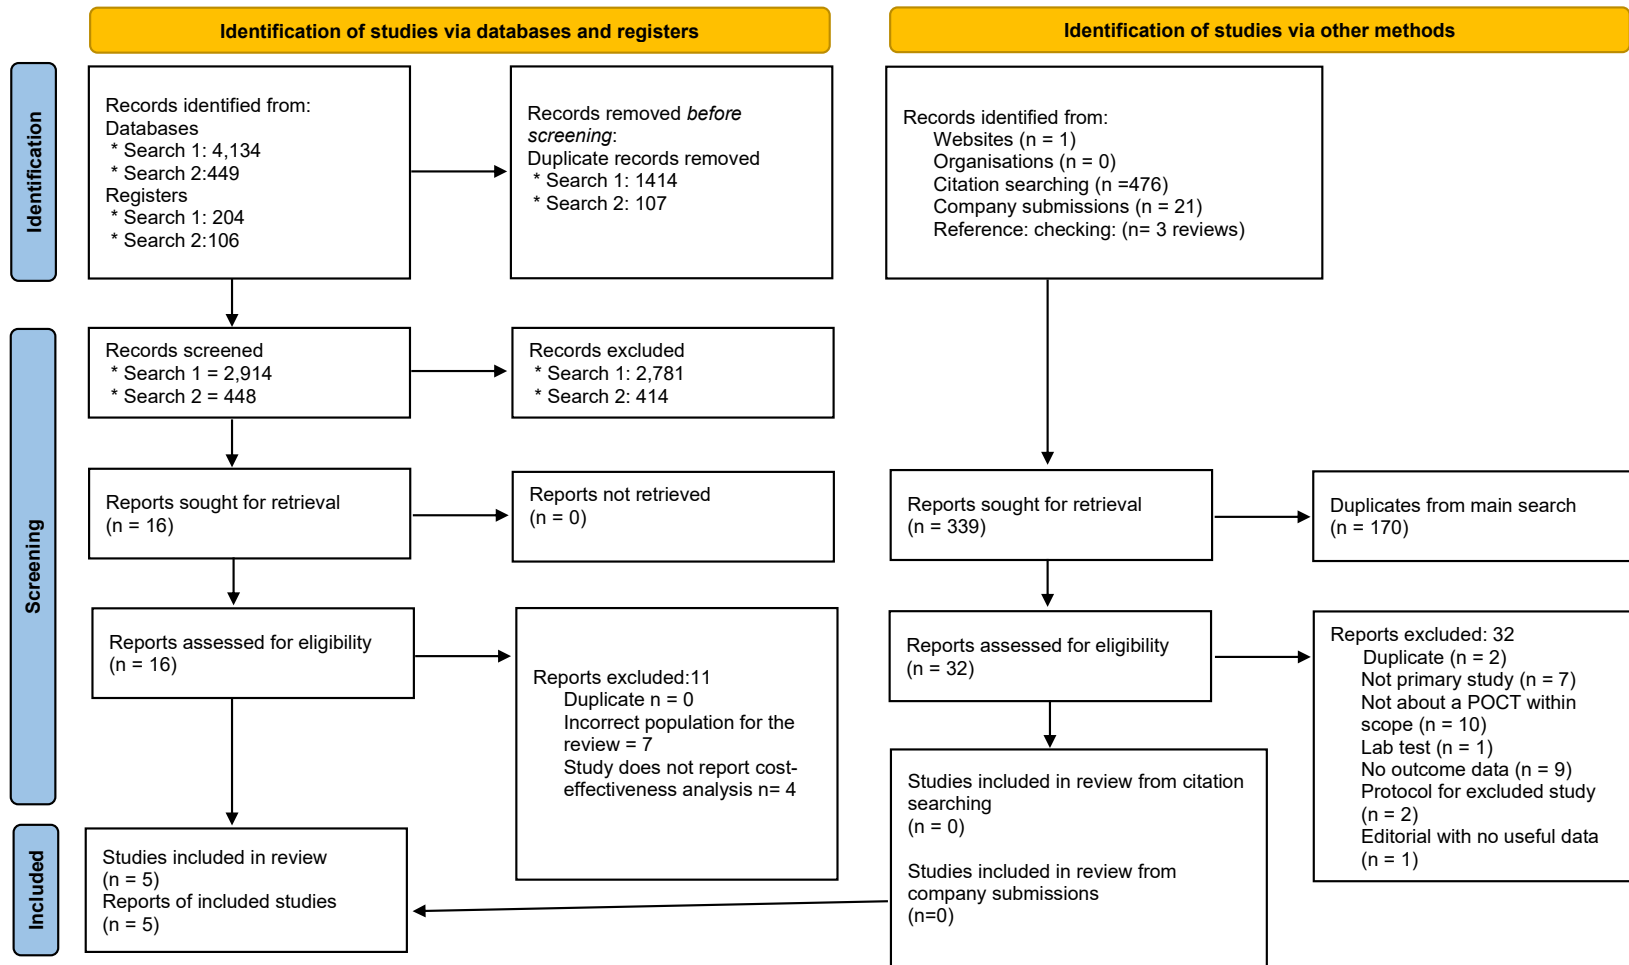 Identification of studies via databases and registers
Identification of studies via other methods
Identification
Records identified from:
Databases
* Search 1: 4,134
* Search 2:449
Registers
* Search 1: 204
* Search 2:106
Records removed before
screening:
Duplicate records removed
* Search 1: 1414
* Search 2: 107
Records identified from:
Websites (n = 1)
Organisations (n = 0)
Citation searching (n =476)
Company submissions (n = 21)
Reference: checking: (n= 3 reviews)
Screening
Records screened
* Search 1 = 2,914
* Search 2 = 448
Records excluded
* Search 1: 2,781
* Search 2: 414
Reports sought for retrieval
(n = 16)
Reports not retrieved
(n = 0)
Reports sought for retrieval
(n = 339)
Duplicates from main search
(n = 170)
Reports assessed for eligibility
(n = 16)
Reports excluded:11
Duplicate n = 0
Incorrect population for the
review = 7
Study does not report cost-
effectiveness analysis n= 4
Reports assessed for eligibility
(n = 32)
Reports excluded: 32
Duplicate (n = 2)
Not primary study (n = 7)
Not about a POCT within
scope (n = 10)
Lab test (n = 1)
No outcome data (n = 9)
Protocol for excluded study
(n = 2)
Editorial with no useful data
(n = 1)
Included
Studies included in review
(n = 5)
Reports of included studies
(n = 5)
Studies included in review from citation
searching
(n = 0)
Studies included in review from
company submissions
(n=0)